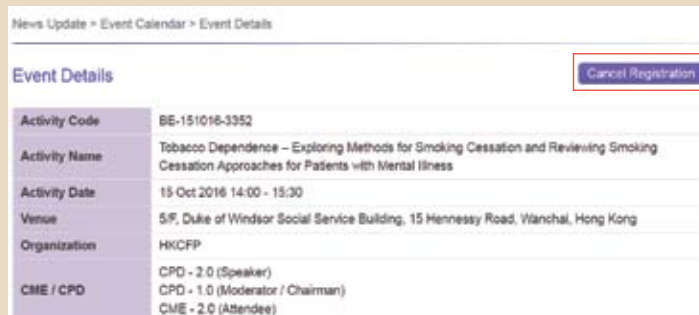 News Update > Event Calendar > Event Details
Event Details
Cancel Registration
Activity Code BE-151016-3352
Activity Name Tobacco Dependence – Exploring Methods for Smoking Cessation and Reviewing Smoking
Cessation Approaches for Patients with Mental Illness
Activity Date 15 Oct 2016 14:00 - 15:30
Venue 5/F, Duke of Windsor Social Service Building, 15 Hennessy Road, Wanchai, Hong Kong
Organization HKCFP
CME / CPD CPD - 2.0 (Speaker)
CPD - 1.0 (Moderator / Chairman)
CME - 2.0 (Attendee)